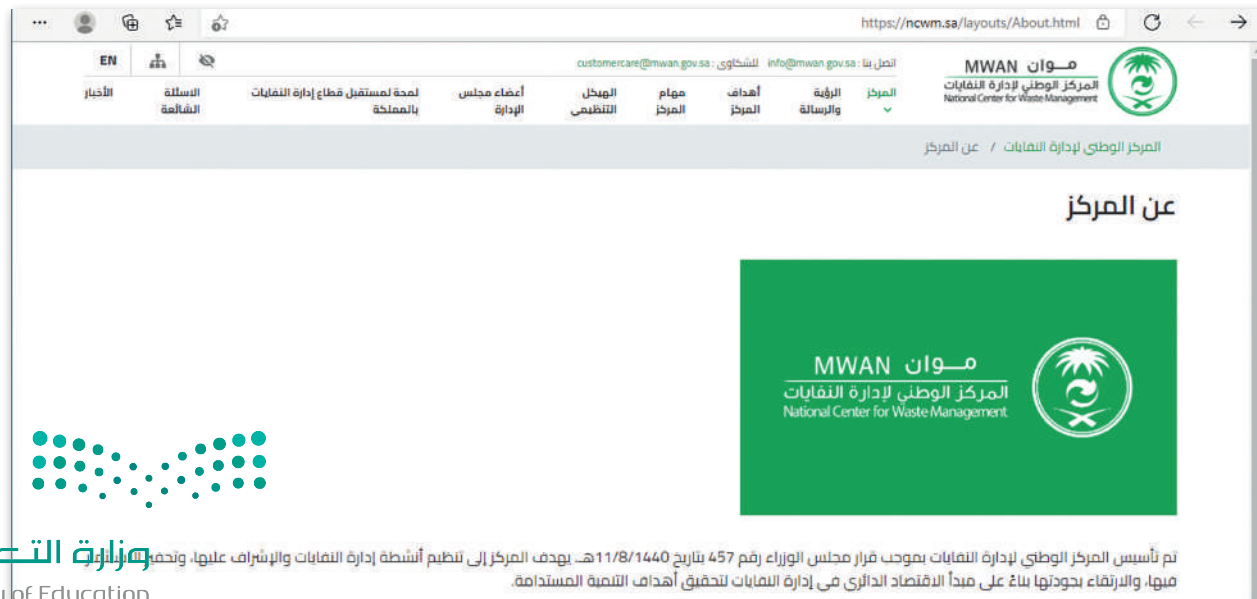 https://ncwm.sa/layouts/About.html
موان MWAN
المركز الوطني لإدارة النفايات
National Center for Waste Management
اتصل بنا : info@mwan.gov.sa للشكاوى : customercare@mwan.gov.sa
EN
المركز
الرؤية والرسالة
أهداف المركز
مهام المركز
الهيكل التنظيمي
أعضاء مجلس الإدارة
لمحة لمستقبل قطاع إدارة النفايات بالمملكة
الاسئلة الشائعة
الأخبار
المركز الوطني لإدارة النفايات / عن المركز
عن المركز
موان MWAN
المركز الوطني لإدارة النفايات
National Center for Waste Management
تم تأسيس المركز الوطني لإدارة النفايات بموجب قرار مجلس الوزراء رقم 457 بتاريخ 11/8/1440هـ. يهدف المركز إلى تنظيم أنشطة إدارة النفايات والإشراف عليها، وتحفيز
فيها، والارتقاء بجودتها بناءً على مبدأ الاقتصاد الدائري في إدارة النفايات لتحقيق أهداف التنمية المستدامة.
وزارة
of Education